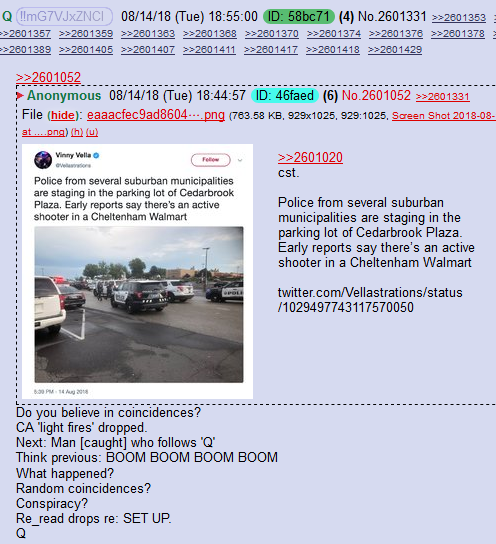 Q !!mG7VJxZNCI 08/14/18 (Tue) 18:55:00 ID: 58bc71 (4) No.2601331 >>2601353
>>2601357 >>2601359 >>2601363 >>2601368 >>2601370 >>2601374 >>2601376 >>2601378
>>2601389 >>2601405 >>2601407 >>2601411 >>2601417 >>2601418 >>2601429
>>2601052
Anonymous 08/14/18 (Tue) 18:44:57 ID: 46faed (6) No.2601052 >>2601331
File (hide): eaaacfec9ad8604⋯.png (763.58 KB, 929x1025, 929:1025, Screen Shot 2018-08-
at ....png) (h) (u)
Vinny Vella
@Vellastrations
Follow
Police from several suburban municipalities
are staging in the parking lot of Cedarbrook
Plaza. Early reports say there's an active
shooter in a Cheltenham Walmart
5:39 PM - 14 Aug 2018
>>2601020
cst.
Police from several suburban
municipalities are staging in the
parking lot of Cedarbrook Plaza.
Early reports say there's an active
shooter in a Cheltenham Walmart
twitter.com/Vellastrations/status
/1029497743117570050
Do you believe in coincidences?
CA 'light fires' dropped.
Next: Man [caught] who follows 'Q'
Think previous: BOOM BOOM BOOM BOOM
What happened?
Random coincidences?
Conspiracy?
Re_read drops re: SET UP.
Q